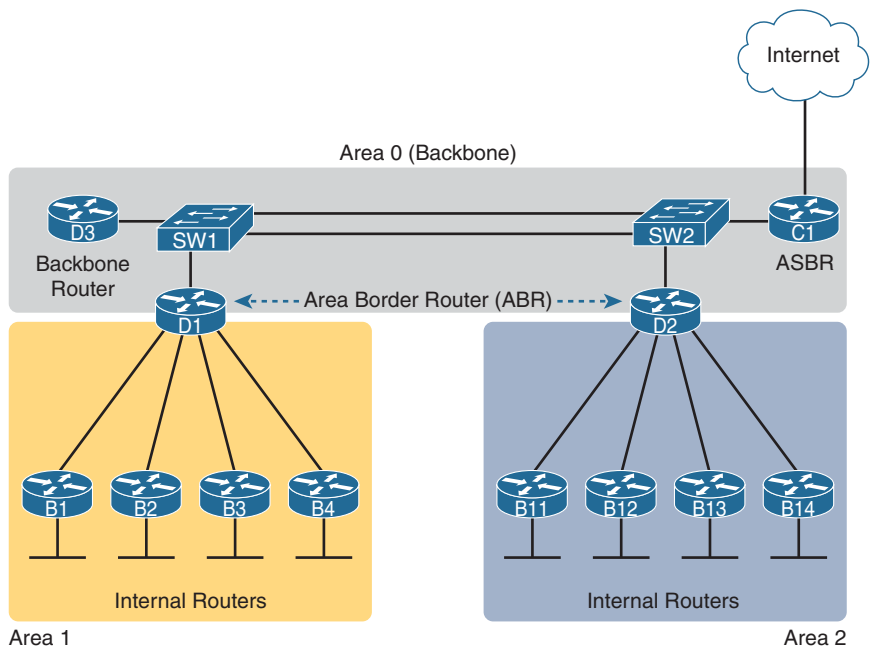 Internet
Area 0 (Backbone)
D3
SW1
SW2
C1
Backbone
Router
ASBR
Area Border Router (ABR)
D1
D2
B1
B2
B3
B4
B11
B12
B13
B14
Internal Routers
Internal Routers
Area 1
Area 2